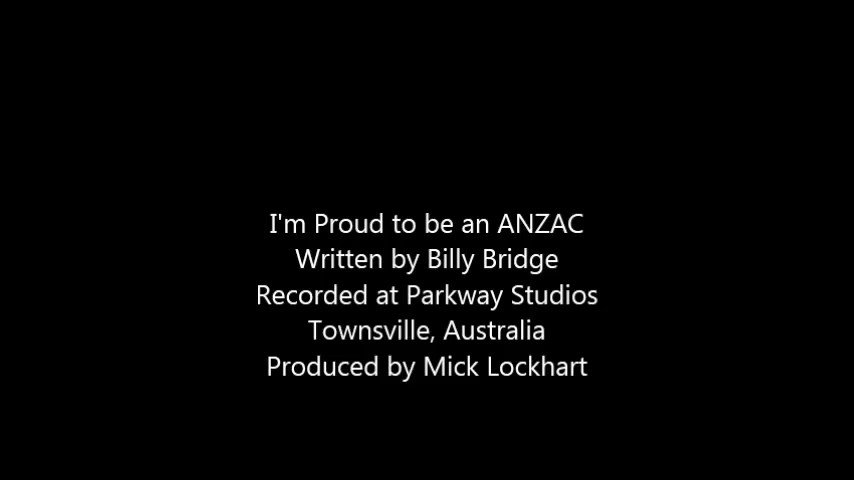 I'm Proud to be an ANZAC
Written by Billy Bridge
Recorded at Parkway Studios
Townsville, Australia
Produced by Mick Lockhart